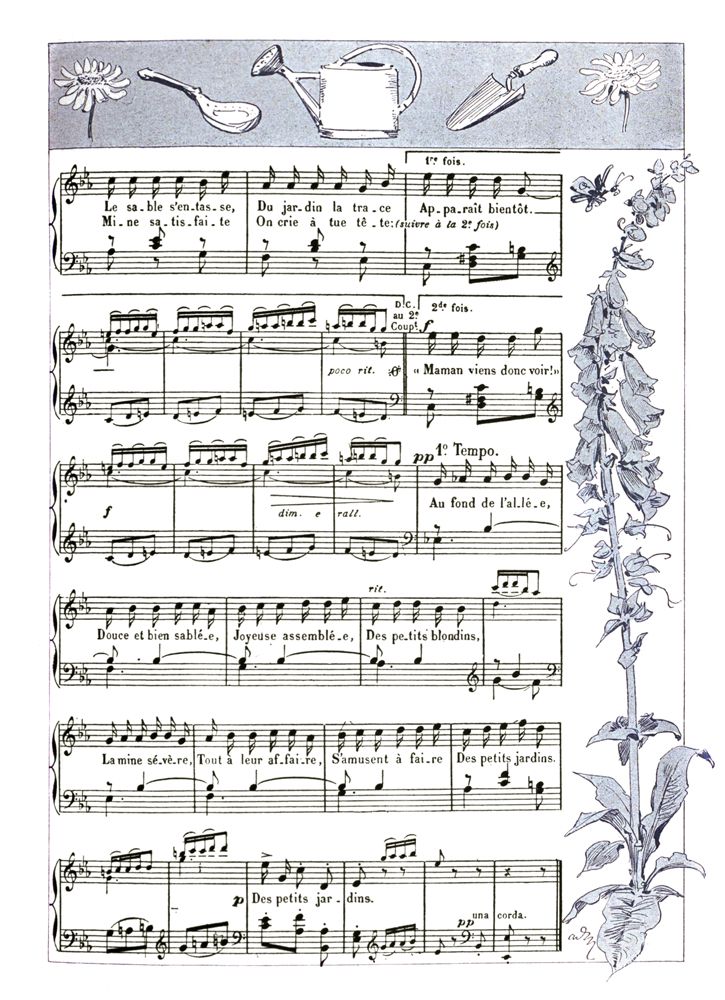 1re fois.
Le sa_ble s'en_tas_se, Du jar_din la tra_ce Ap_pa_raît bientôt.
Mi_ne sa_tis_fai_te On crie à tue tê_te: (suivre à la 2e fois)
D.C. au 2e Coupt. f 2de fois.
poco rit. « Maman viens donc voir!»
pp 1o Tempo.
f dim. e rall. Au fond de l'al_lé_e,
rit.
Douce et bien sablé_e, Joyeuse assemblé_e, Des pe_tits blondins,
La mine sé_vè_re, Tout à leur af_fai_re, S'amusent à fai_re Des petits jardins.
p Des petits jar_dins.
pp una corda.